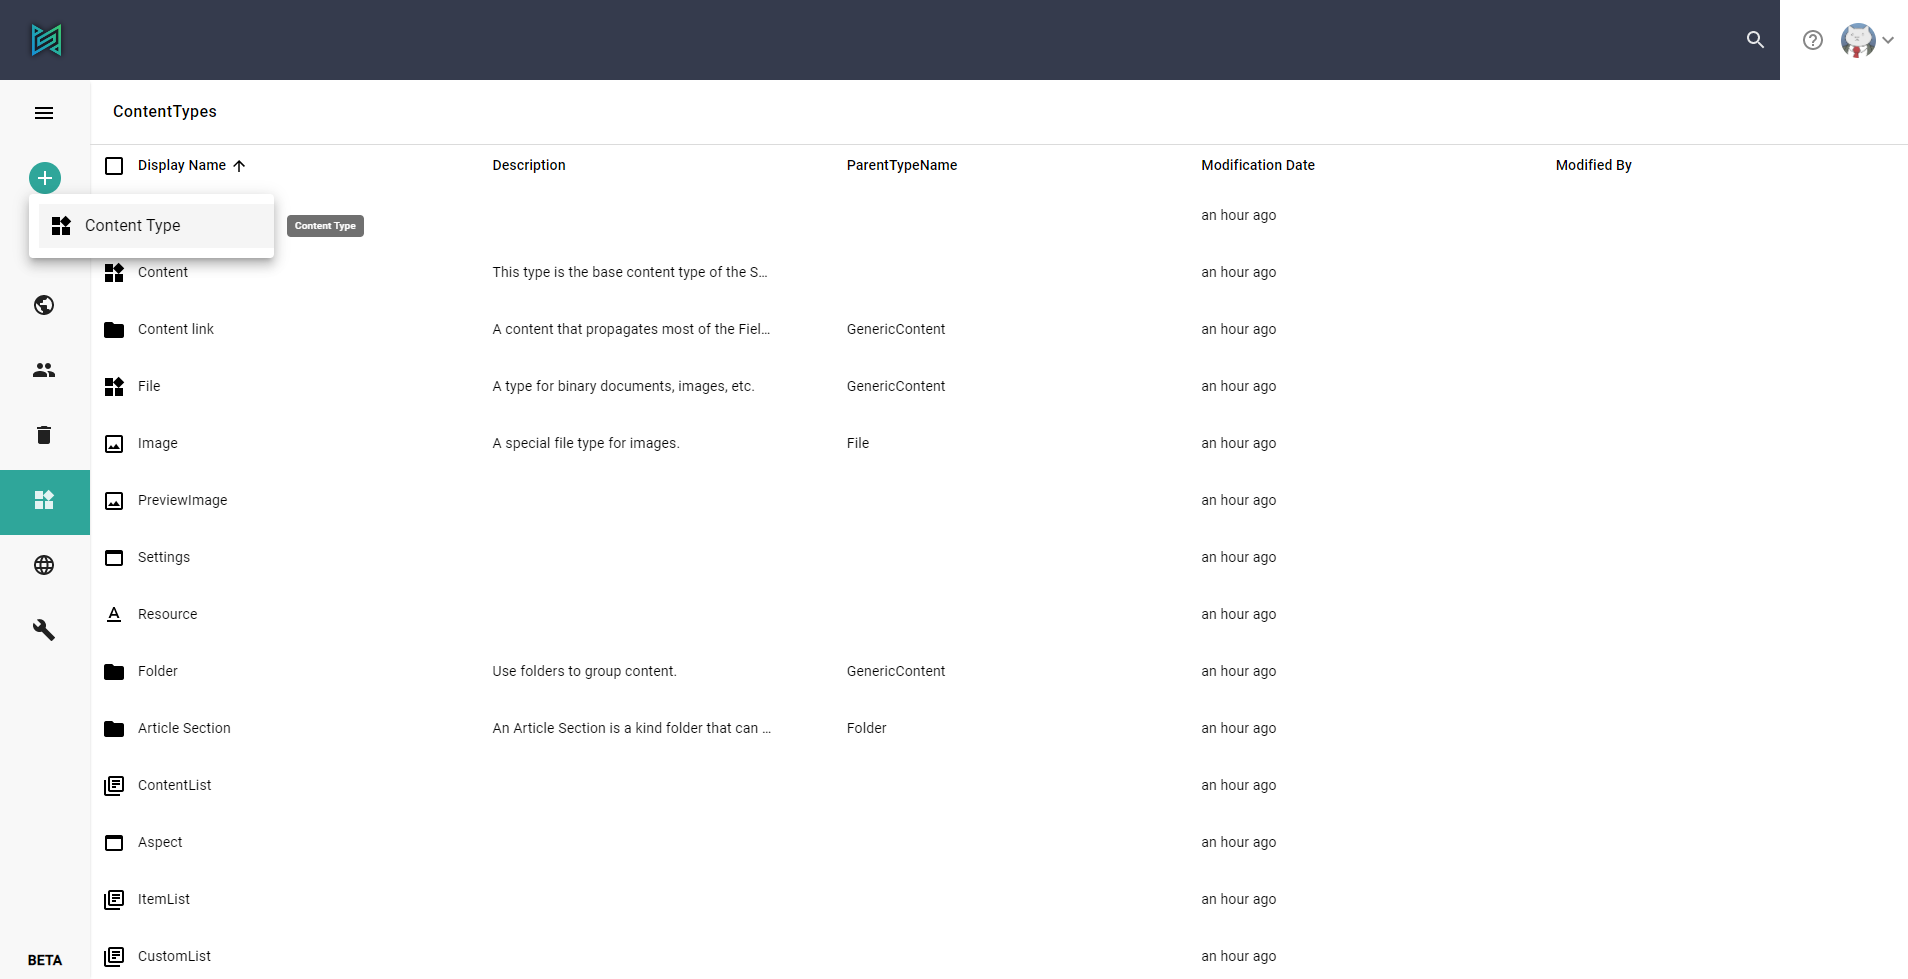 ContentTypes
Display Name Description ParentTypeName Modification Date Modified By
an hour ago
Content Type Content Type
Content This type is the base content type of the S... an hour ago
Content link A content that propagates most of the Fiel... GenericContent an hour ago
File A type for binary documents, images, etc. GenericContent an hour ago
Image A special file type for images. File an hour ago
PreviewImage an hour ago
Settings an hour ago
Resource an hour ago
Folder Use folders to group content. GenericContent an hour ago
Article Section An Article Section is a kind folder that can ... Folder an hour ago
ContentList an hour ago
Aspect an hour ago
ItemList an hour ago
CustomList an hour ago
BETA